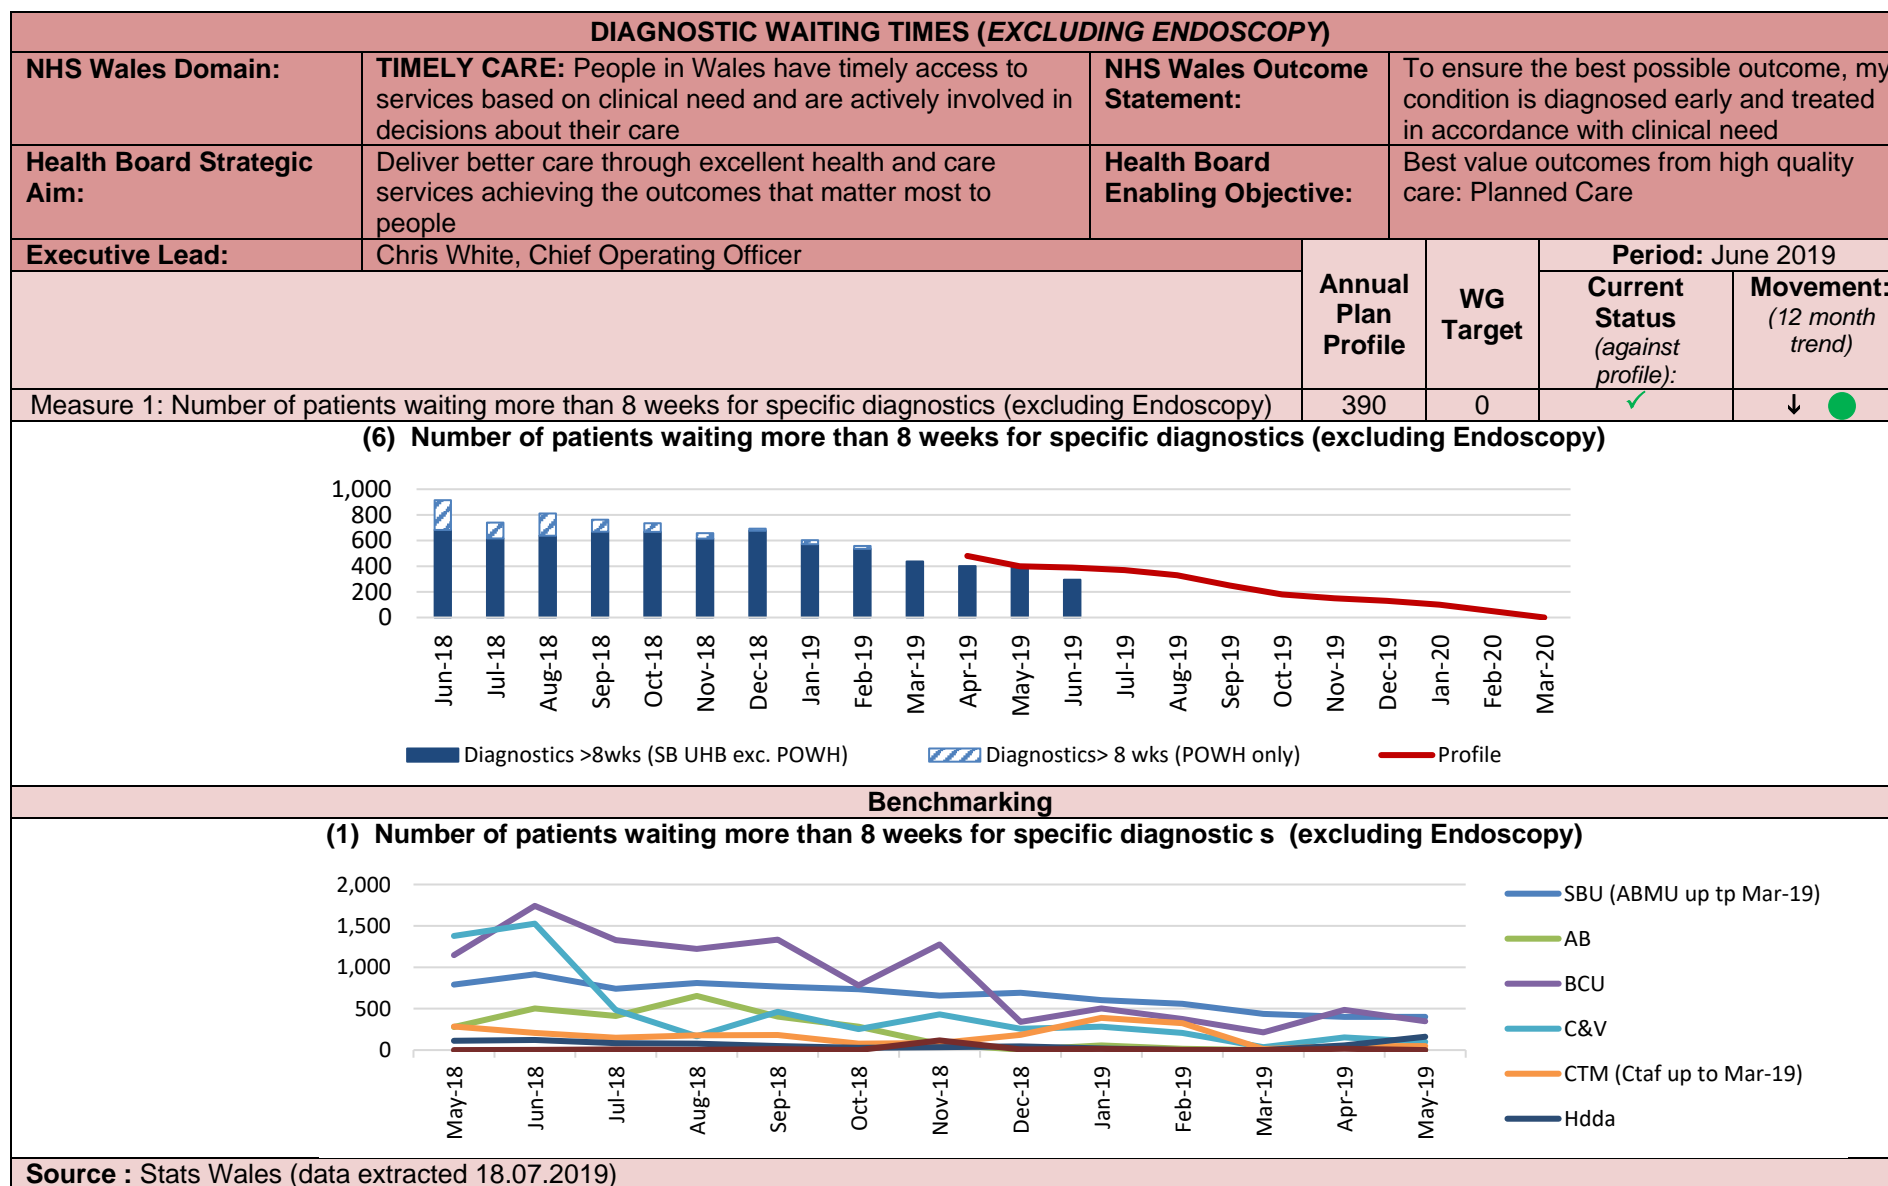 DIAGNOSTIC WAITING TIMES (EXCLUDING ENDOSCOPY)
NHS Wales Domain:
TIMELY CARE: People in Wales have timely access to
services based on clinical need and are actively involved in
decisions about their care
NHS Wales Outcome
Statement:
To ensure the best possible outcome, my
condition is diagnosed early and treated
in accordance with clinical need
Health Board Strategic
Aim:
Deliver better care through excellent health and care
services achieving the outcomes that matter most to
people
Health Board
Enabling Objective:
Best value outcomes from high quality
care: Planned Care
Executive Lead:
Chris White, Chief Operating Officer
Annual
Plan
Profile
WG
Target
Period: June 2019
Current
Status
(against
profile):
Movement:
(12 month
trend)
Measure 1: Number of patients waiting more than 8 weeks for specific diagnostics (excluding Endoscopy)
390
0
✓
↓
(6) Number of patients waiting more than 8 weeks for specific diagnostics (excluding Endoscopy)
1,000
800
600
400
200
0
Jun-18
Jul-18
Aug-18
Sep-18
Oct-18
Nov-18
Dec-18
Jan-19
Feb-19
Mar-19
Apr-19
May-19
Jun-19
Jul-19
Aug-19
Sep-19
Oct-19
Nov-19
Dec-19
Jan-20
Feb-20
Mar-20
Diagnostics >8wks (SB UHB exc. POWH)
Diagnostics> 8 wks (POWH only)
Profile
Benchmarking
(1) Number of patients waiting more than 8 weeks for specific diagnostic s (excluding Endoscopy)
2,000
1,500
1,000
500
0
May-18
Jun-18
Jul-18
Aug-18
Sep-18
Oct-18
Nov-18
Dec-18
Jan-19
Feb-19
Mar-19
Apr-19
May-19
SBU (ABMU up tp Mar-19)
AB
BCU
C&V
CTM (Ctaf up to Mar-19)
Hdda
Source : Stats Wales (data extracted 18.07.2019)